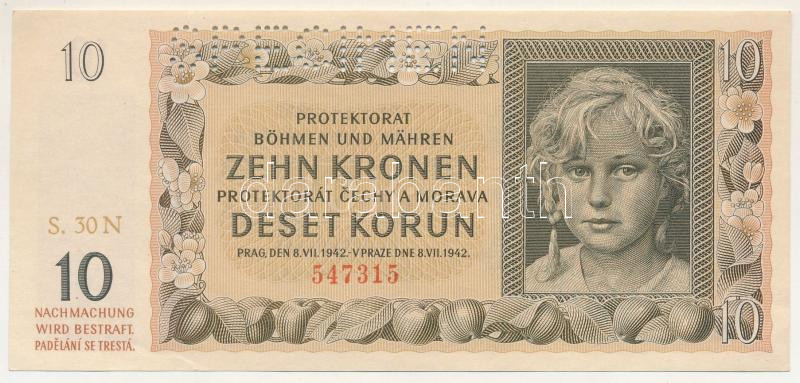 10
10
PROTEKTORAT
BÖHMEN UND MÄHREN
ZEHN KRONEN
PROTEKTORÁT ČECHY A MORAVA
DESET KORUN
PRAG, DEN 8.VII.1942.-V PRAZE DNE 8.VII.1942.
547315
S. 30 N
10
NACHMACHUNG
WIRD BESTRAFT.
PADĚLÁNÍ SE TRESTÁ.
10
darabanth